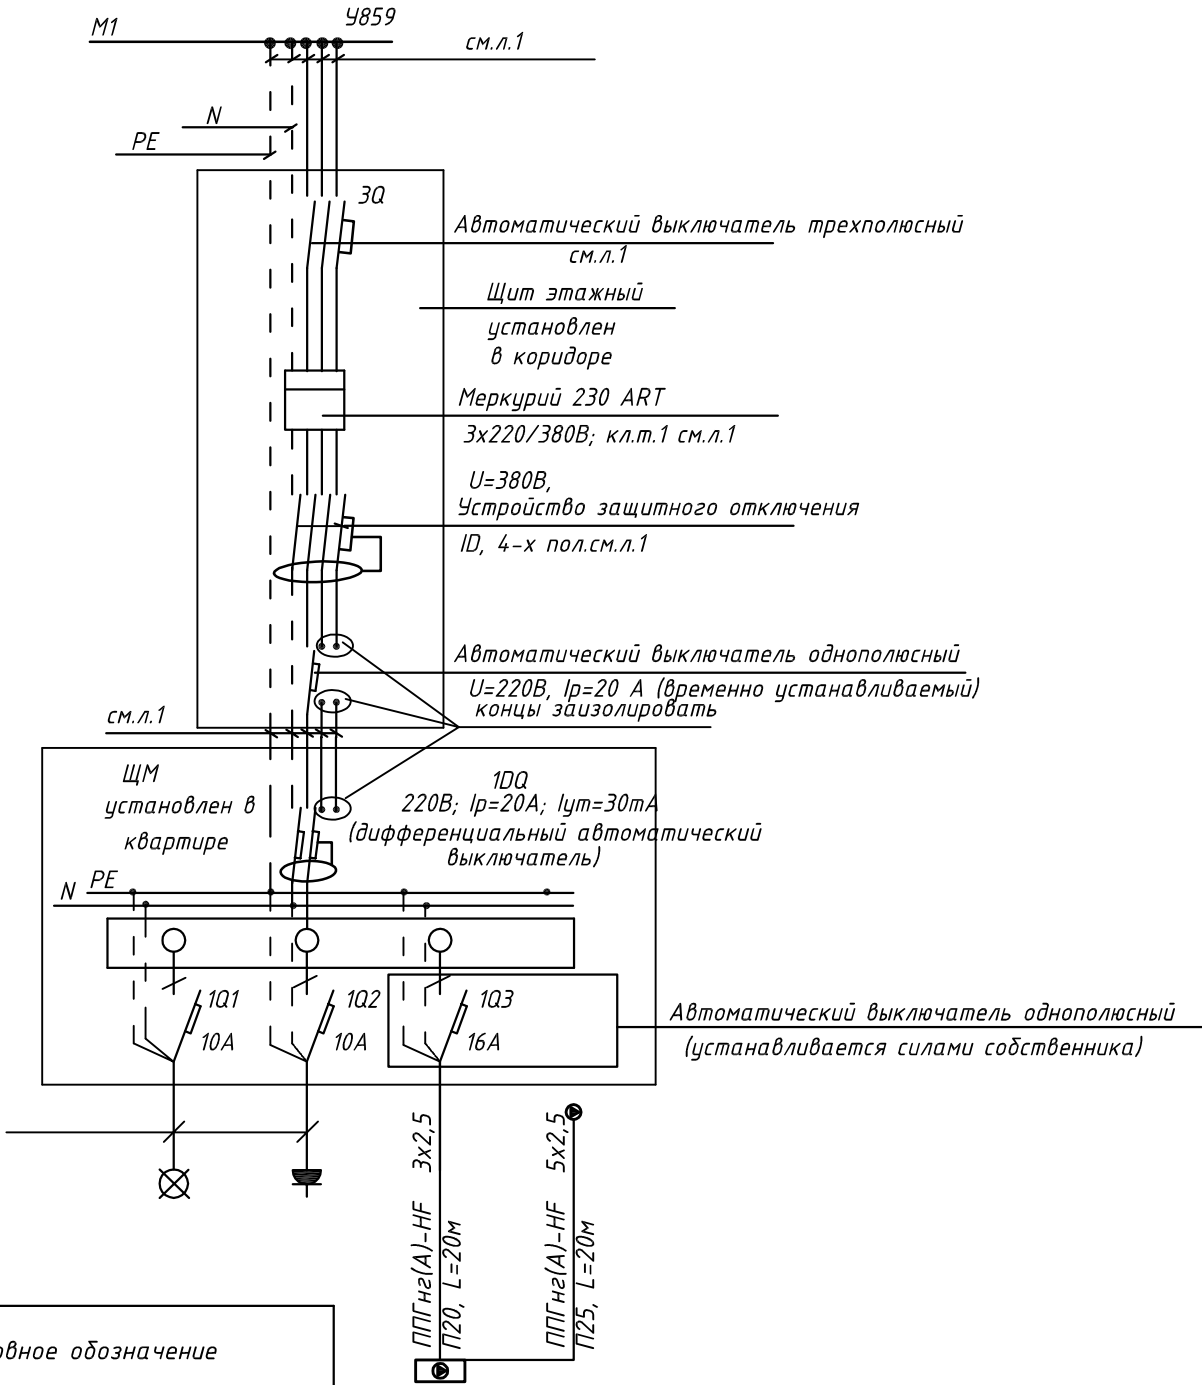 М1
У859
см.л.1
N
PE
3Q
Автоматический выключатель трехполюсный
см.л.1
Щит этажный
установлен
в коридоре
Меркурий 230 ART
3х220/380В; кл.т.1 см.л.1
U=380В,
Устройство защитного отключения
ID, 4-х пол.см.л.1
Автоматический выключатель однополюсный
U=220В, Iр=20 А (временно устанавливаемый)
концы заизолировать
см.л.1
ЩМ
установлен в
квартире
1DQ
220В; Iр=20А; Iут=30mA
(дифференциальный автоматический
выключатель)
PE
N
1Q1
10А
1Q2
10А
1Q3
16А
Автоматический выключатель однополюсный
(устанавливается силами собственника)
ППГнг(А)-HF 3х2,5
П20, L=20м
ППГнг(А)-HF 5х2,5
П25, L=20м
овное обозначение